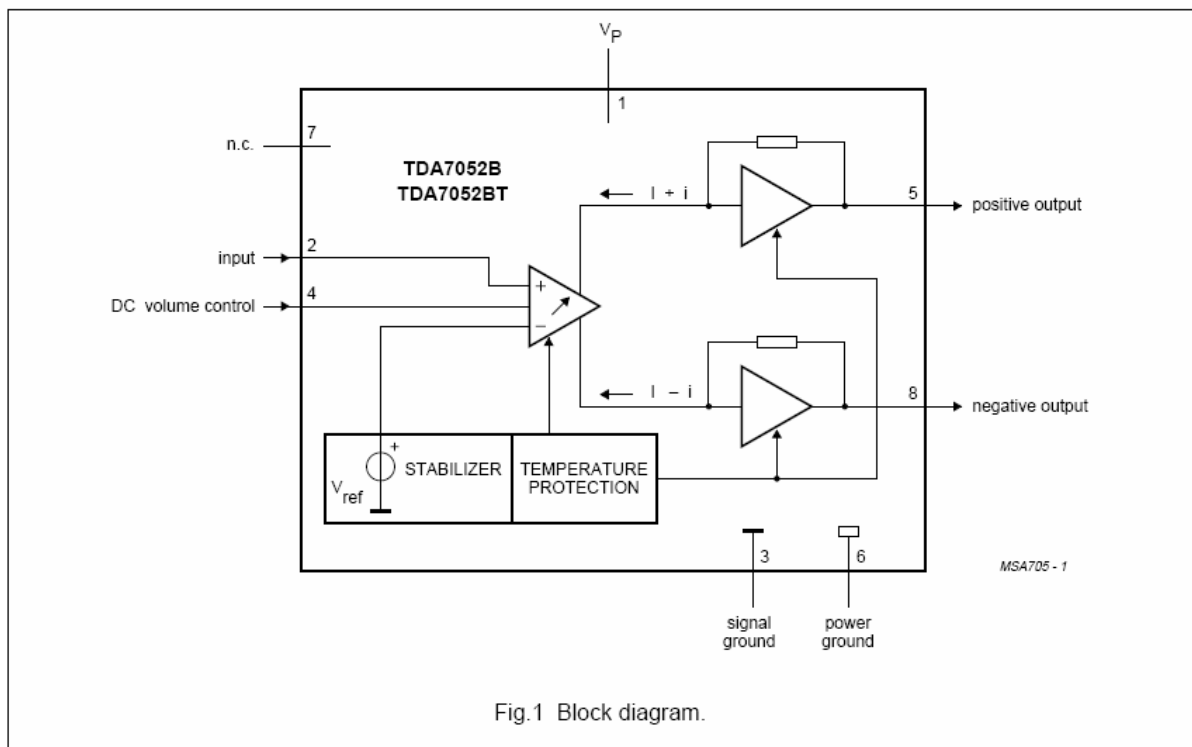 V_P
1
n.c.
7
TDA7052B
TDA7052BT
I + i
5
positive output
input
2
DC volume control
4
+
−
I − i
8
negative output
+
V_ref
STABILIZER
TEMPERATURE
PROTECTION
3
6
MSA705 - 1
signal
ground
power
ground
Fig.1 Block diagram.